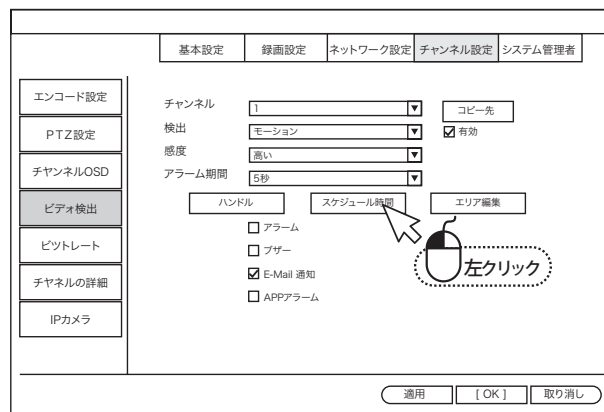 基本設定 録画設定 ネットワーク設定 チャンネル設定 システム管理者
エンコード設定
PTZ設定
チヤンネルOSD
ビデォ検出
ビットレート
チヤネルの詳細
IPカメラ
チャンネル 1 コピー先
検出 モーション 有効
感度 高い
アラーム期間 5秒
ハンドル スケジュール時間 エリア編集
アラーム
ブザー
E-Mail 通知
APPアラーム
左クリック
適用 [ OK ] 取り消し